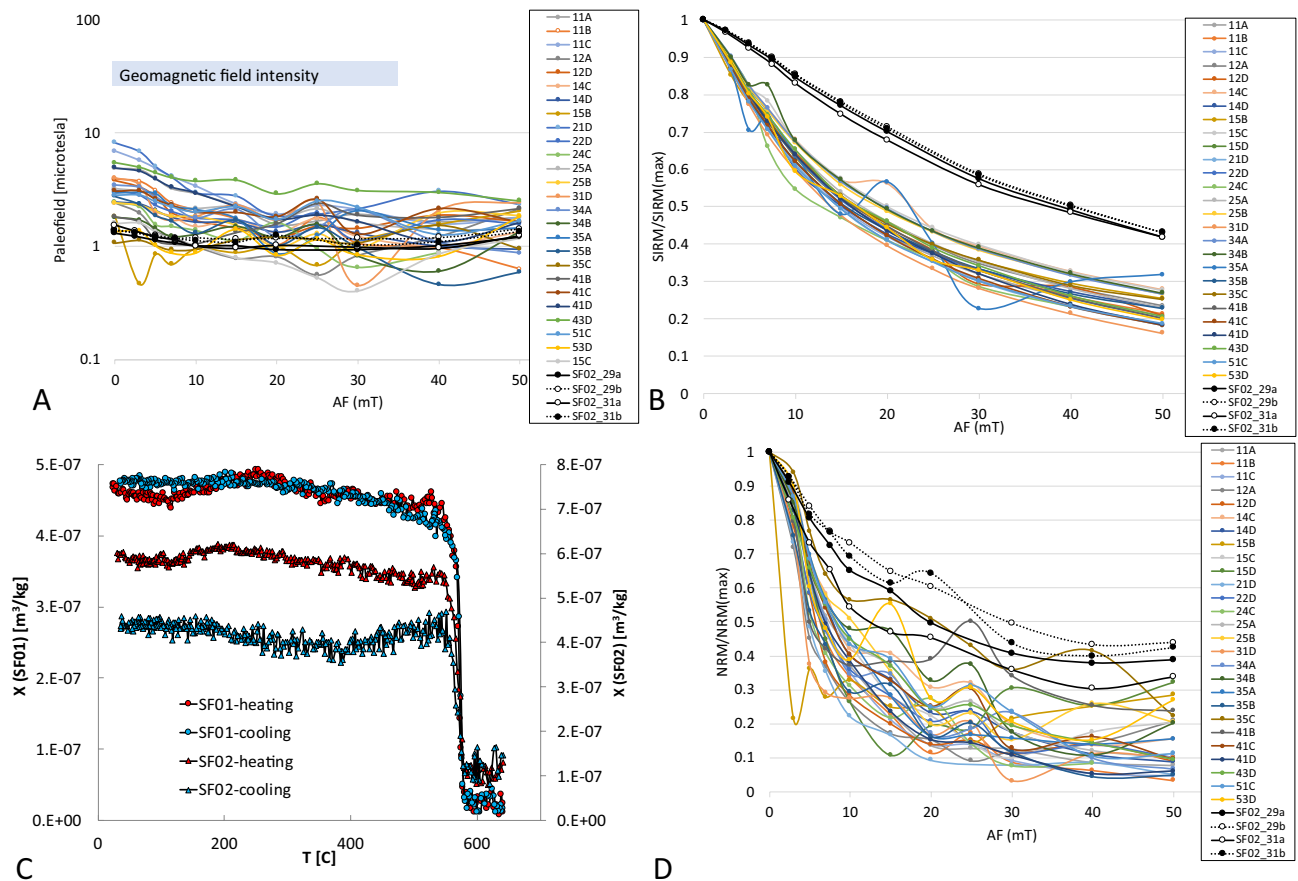 100
10
1
0.1
Paleofield [microtesla]
Geomagnetic field intensity
0
10
20
30
40
50
AF (mT)
A
11A
11B
11C
12A
12D
14C
14D
15B
21D
22D
24C
25A
25B
31D
34A
34B
35A
35B
35C
41B
41C
41D
43D
51C
53D
15C
SF02_29a
SF02_29b
SF02_31a
SF02_31b
1
0.9
0.8
0.7
0.6
0.5
0.4
0.3
0.2
0.1
0
SIRM/SIRM(max)
0
10
20
30
40
50
AF (mT)
B
11A
11B
11C
12A
12D
14C
14D
15B
15C
15D
21D
22D
24C
25A
25B
31D
34A
34B
35A
35B
35C
41B
41C
41D
43D
51C
53D
SF02_29a
SF02_29b
SF02_31a
SF02_31b
5.E-07
4.E-07
3.E-07
2.E-07
1.E-07
0.E+00
X (SF01) [m³/kg]
8.E-07
7.E-07
6.E-07
5.E-07
4.E-07
3.E-07
2.E-07
1.E-07
0.E+00
X (SF02) [m³/kg]
SF01-heating
SF01-cooling
SF02-heating
SF02-cooling
0
200
400
600
T [C]
C
1
0.9
0.8
0.7
0.6
0.5
0.4
0.3
0.2
0.1
0
NRM/NRM(max)
0
10
20
30
40
50
AF (mT)
D
11A
11B
11C
12A
12D
14C
14D
15B
15C
15D
21D
22D
24C
25A
25B
31D
34A
34B
35A
35B
35C
41B
41C
41D
43D
51C
53D
SF02_29a
SF02_29b
SF02_31a
SF02_31b